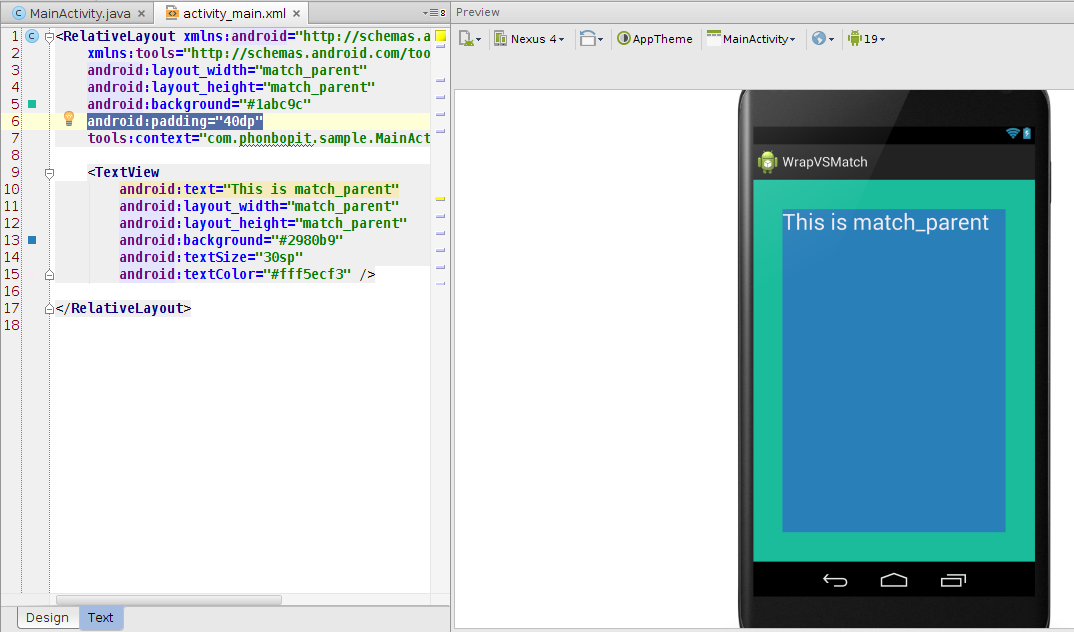 MainActivity.java
activity_main.xml
Preview
Nexus 4
AppTheme
MainActivity
19
1 <RelativeLayout xmlns:android="http://schemas.a
2 xmlns:tools="http://schemas.android.com/too
3 android:layout_width="match_parent"
4 android:layout_height="match_parent"
5 android:background="#1abc9c"
6 android:padding="40dp"
7 tools:context="com.phonbopit.sample.MainAct
8
9 <TextView
10 android:text="This is match_parent"
11 android:layout_width="match_parent"
12 android:layout_height="match_parent"
13 android:background="#2980b9"
14 android:textSize="30sp"
15 android:textColor="#fff5ecf3" />
16
17 </RelativeLayout>
18
WrapVSMatch
This is match_parent
Design
Text